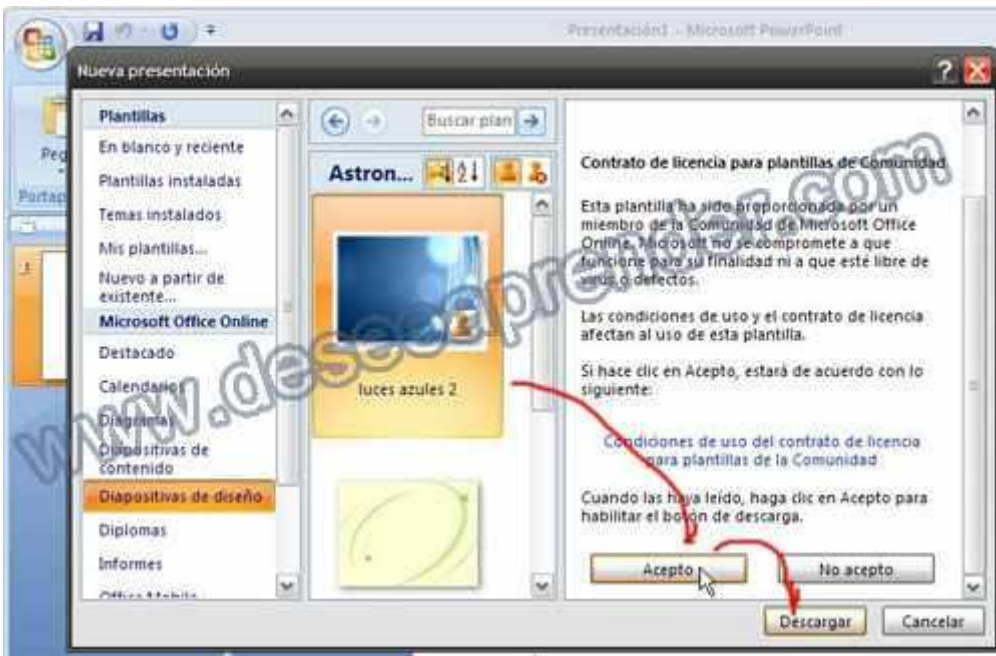 Presentación1 - Microsoft PowerPoint
Nueva presentación
?
Plantillas
En blanco y reciente
Plantillas instaladas
Temas instalados
Mis plantillas...
Nuevo a partir de
existente...
Microsoft Office Online
Destacado
Calendarios
Diagramas
Diapositivas de
contenido
Diapositivas de diseño
Diplomas
Informes
Office Mobile
Buscar plan
Astron...
luces azules 2
Contrato de licencia para plantillas de Comunidad
Esta plantilla ha sido proporcionada por un
miembro de la Comunidad de Microsoft Office
Online. Microsoft no se compromete a que
funcione para su finalidad ni a que esté libre de
virus o defectos.
Las condiciones de uso y el contrato de licencia
afectan al uso de esta plantilla.
Si hace clic en Acepto, estará de acuerdo con lo
siguiente:
Condiciones de uso del contrato de licencia
para plantillas de la Comunidad
Cuando las haya leído, haga clic en Acepto para
habilitar el botón de descarga.
Acepto
No acepto
Descargar
Cancelar
www.deseoaprender.com